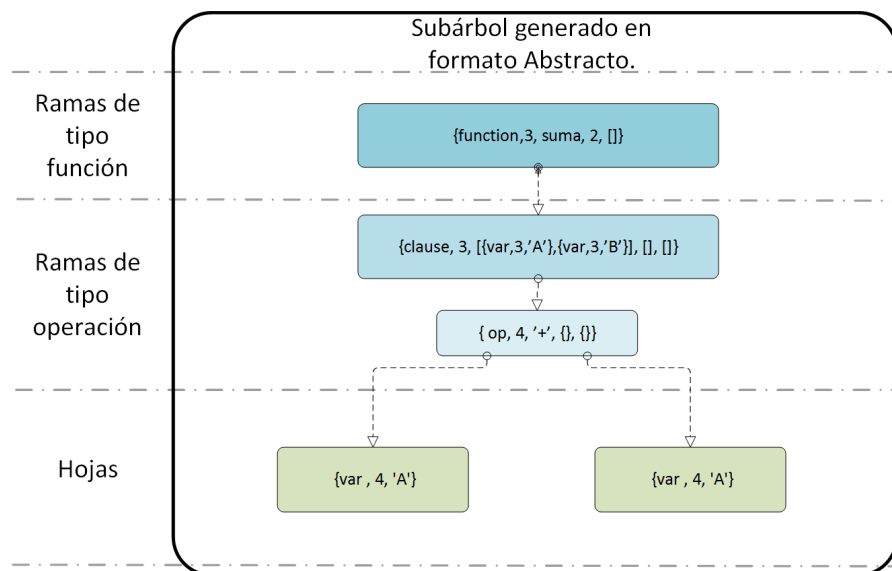 Subárbol generado en
formato Abstracto.
Ramas de
tipo
función
{function,3, suma, 2, []}
Ramas de
tipo
operación
{clause, 3, [{var,3,’A’},{var,3,’B’}], [], []}
{ op, 4, ’+’, {}, {}}
Hojas
{var , 4, 'A'}
{var , 4, 'A'}